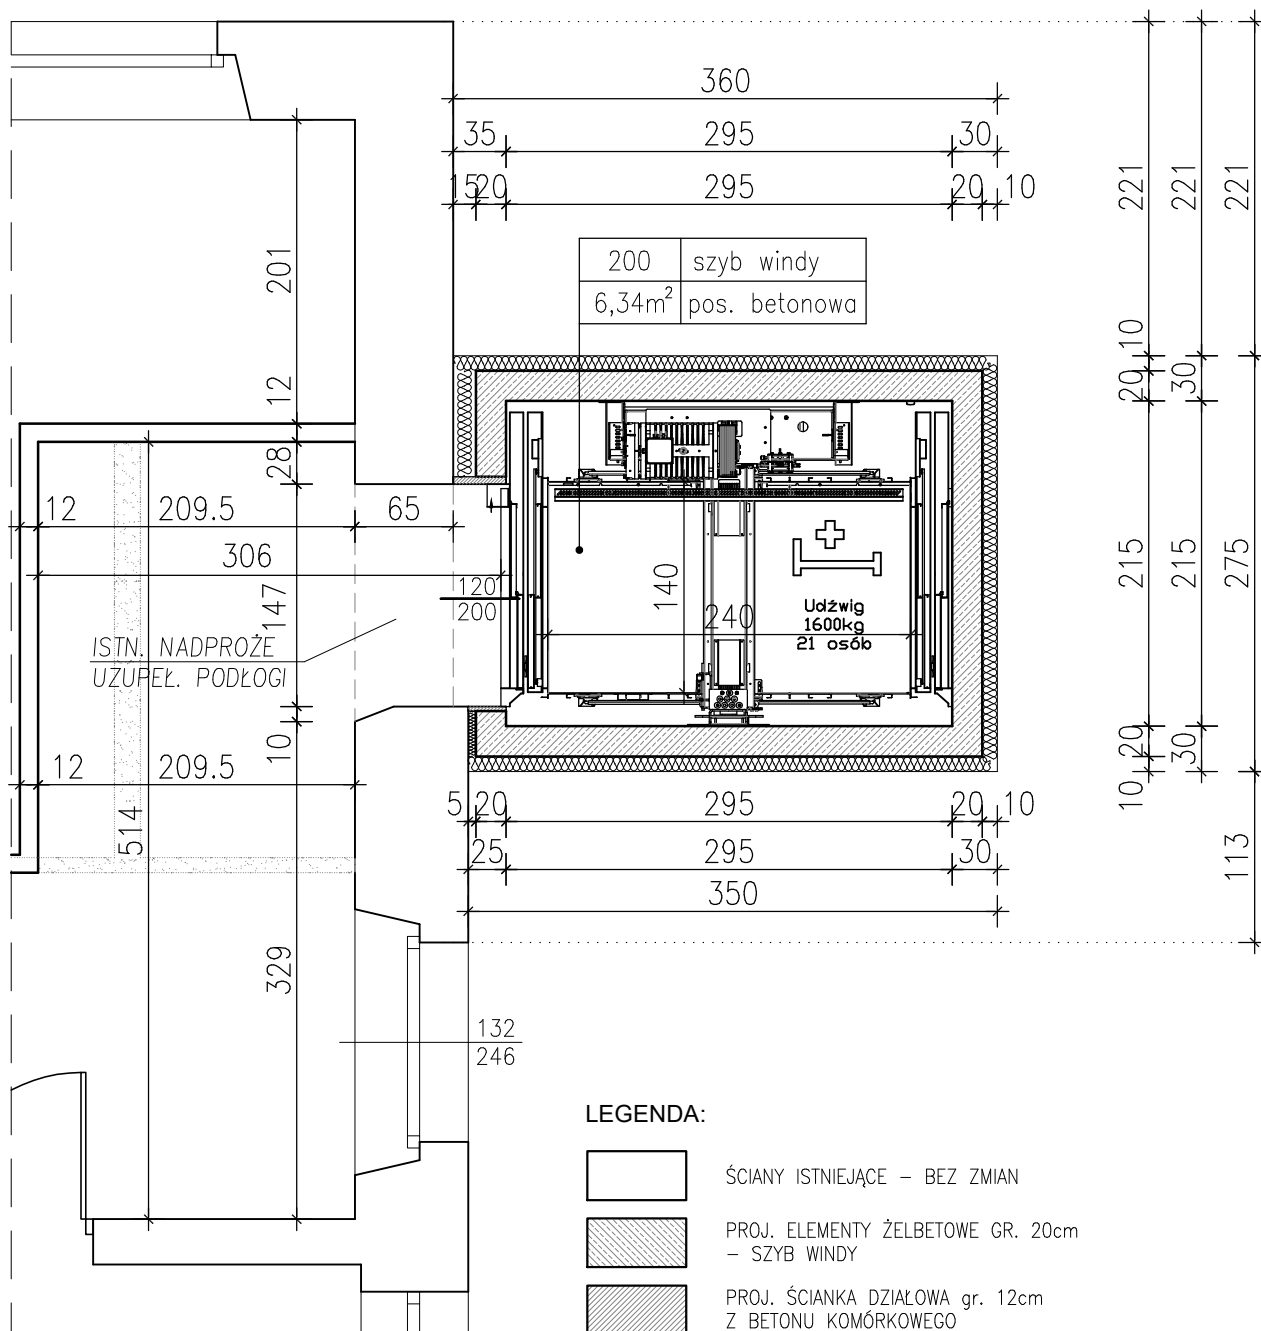 360
35 295 30
15 20 295 20 10
221 221 221
201
200 szyb windy
6,34m² pos. betonowa
12
28
10
20 30
12 209.5 65
306
147
120
200
140
240
Udźwig
1600kg
21 osób
215 215 275
ISTN. NADPROŻE
UZUPEŁ. PODŁOGI
10
20 30
10
12 209.5
514
5 20 295 20 10
25 295 30
350
113
329
132
246
LEGENDA:
ŚCIANY ISTNIEJĄCE – BEZ ZMIAN
PROJ. ELEMENTY ŻELBETOWE GR. 20cm
– SZYB WINDY
PROJ. ŚCIANKA DZIAŁOWA gr. 12cm
Z BETONU KOMÓRKOWEGO